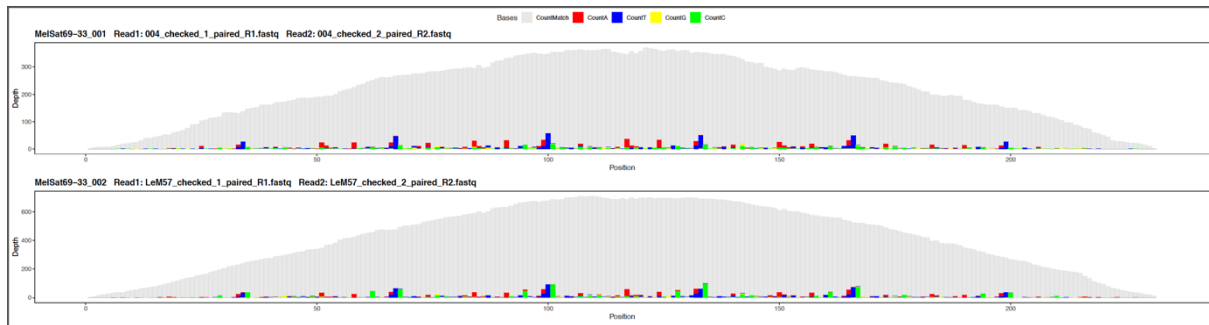 Bases CountMatch CountA CountT CountG CountC
MelSat69-33_001 Read1: 004_checked_1_paired_R1.fastq Read2: 004_checked_2_paired_R2.fastq
Depth
300
200
100
0
0 50 100 150 200
Position
MelSat69-33_002 Read1: LeM57_checked_1_paired_R1.fastq Read2: LeM57_checked_2_paired_R2.fastq
Depth
600
400
200
0
0 50 100 150 200
Position